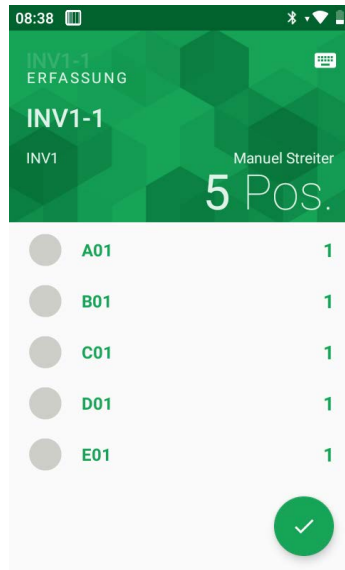 08:38
INV1-1
ERFASSUNG
INV1-1
INV1
Manuel Streiter
5 Pos.
A01 1
B01 1
C01 1
D01 1
E01 1